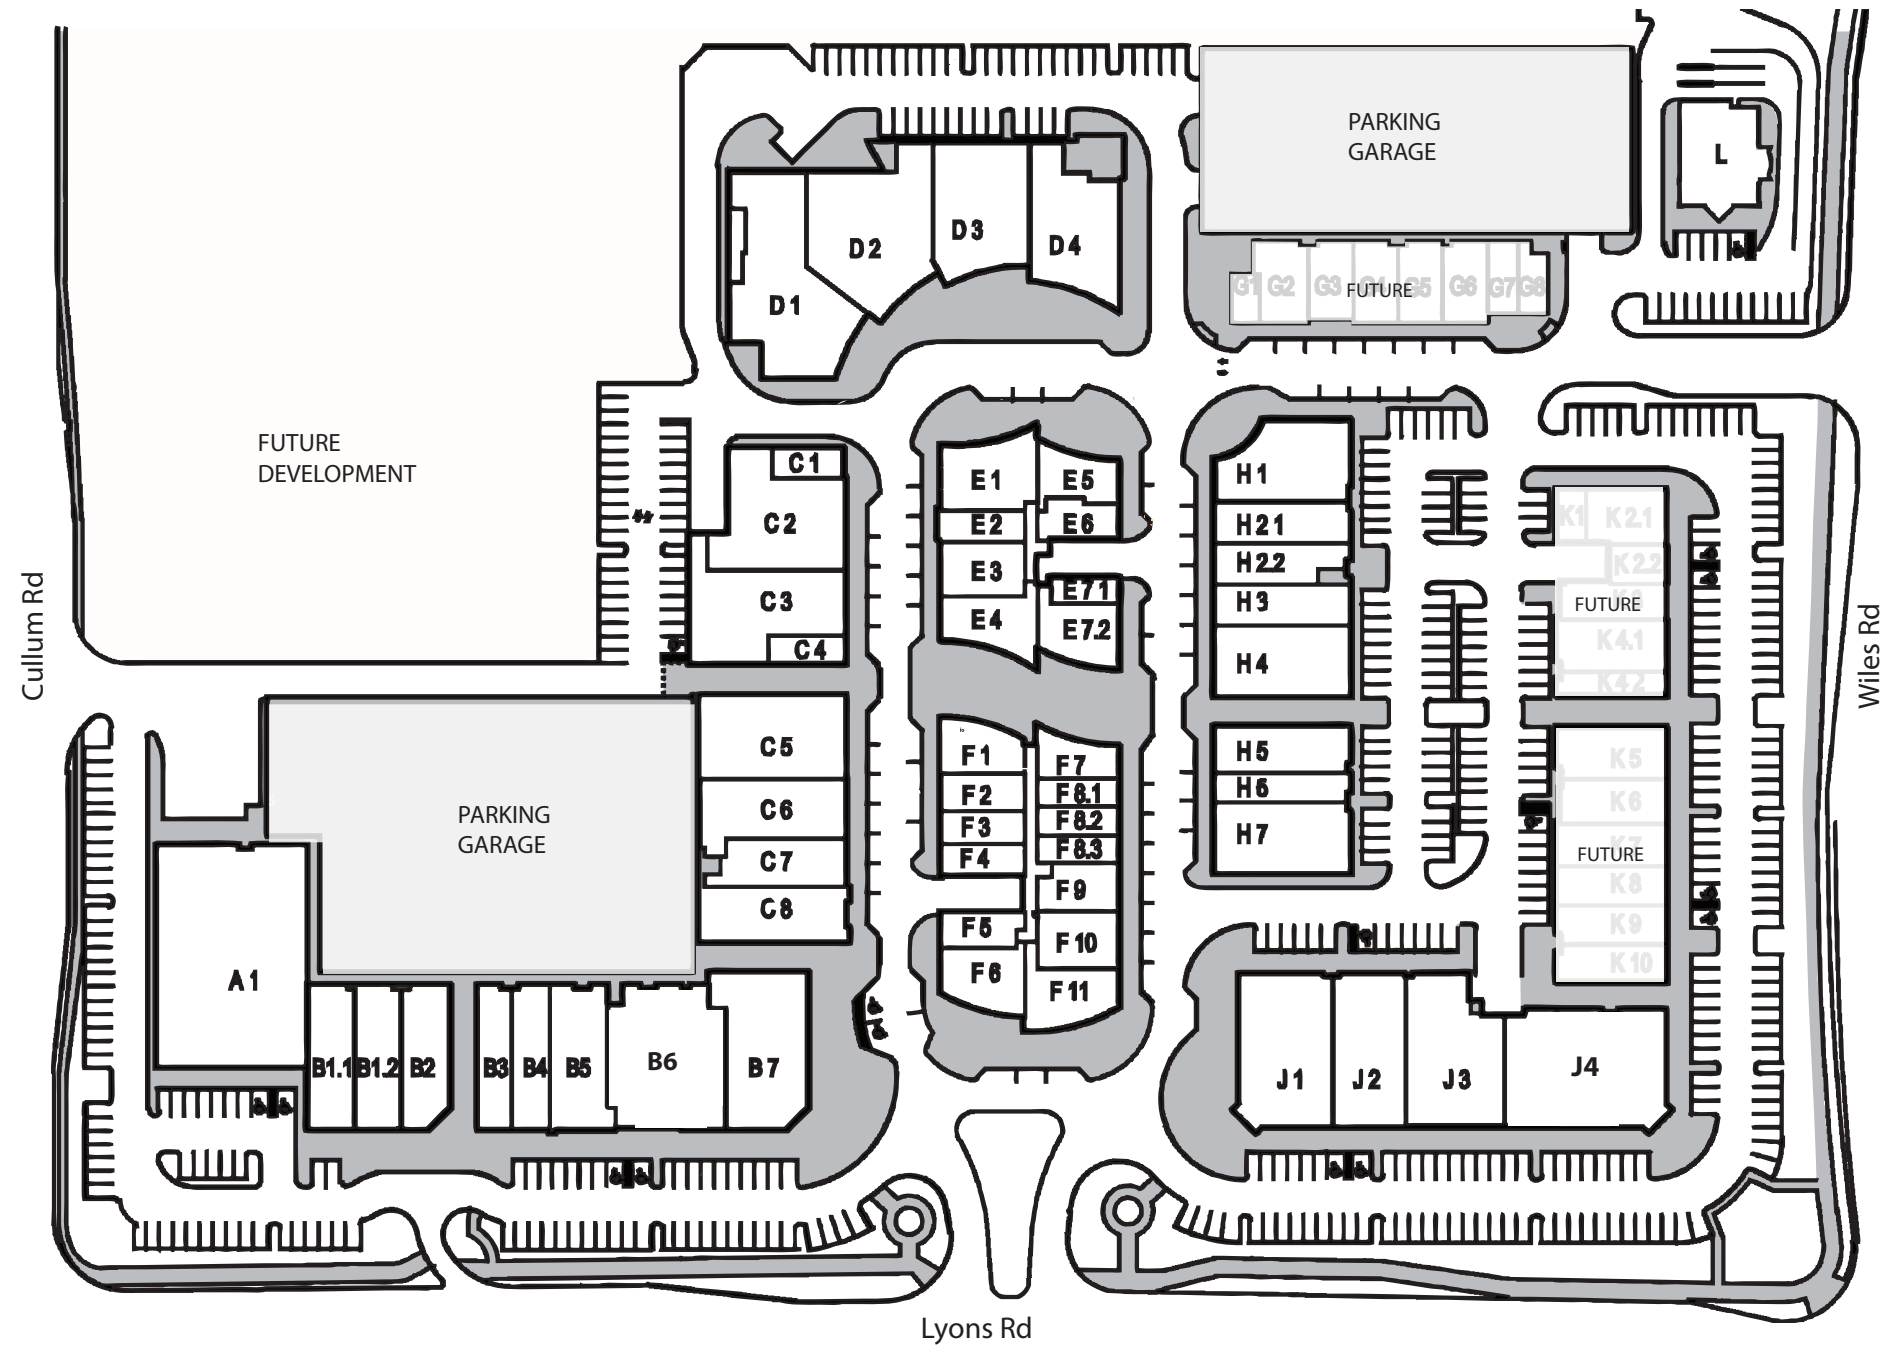 PARKING
GARAGE
L
D1
D2
D3
D4
G1
G2
G3
G5
G6
G7
G8
FUTURE
FUTURE
DEVELOPMENT
C1
C2
C3
C4
E1
E2
E3
E4
E5
E6
E7.1
E7.2
H1
H2.1
H2.2
H3
H4
K1
K2.1
K2.2
FUTURE
K4.1
K4.2
Cullum Rd
Wiles Rd
PARKING
GARAGE
C5
C6
C7
C8
F1
F2
F3
F4
F5
F6
F7
F8.1
F8.2
F8.3
F9
F10
F11
H5
H6
H7
K5
K6
K7
FUTURE
K8
K9
K10
A1
B1.1
B1.2
B2
B3
B4
B5
B6
B7
J1
J2
J3
J4
Lyons Rd